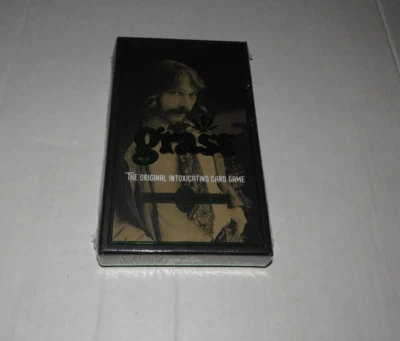 grass
THE ORIGINAL INTOXICATING CARD GAME